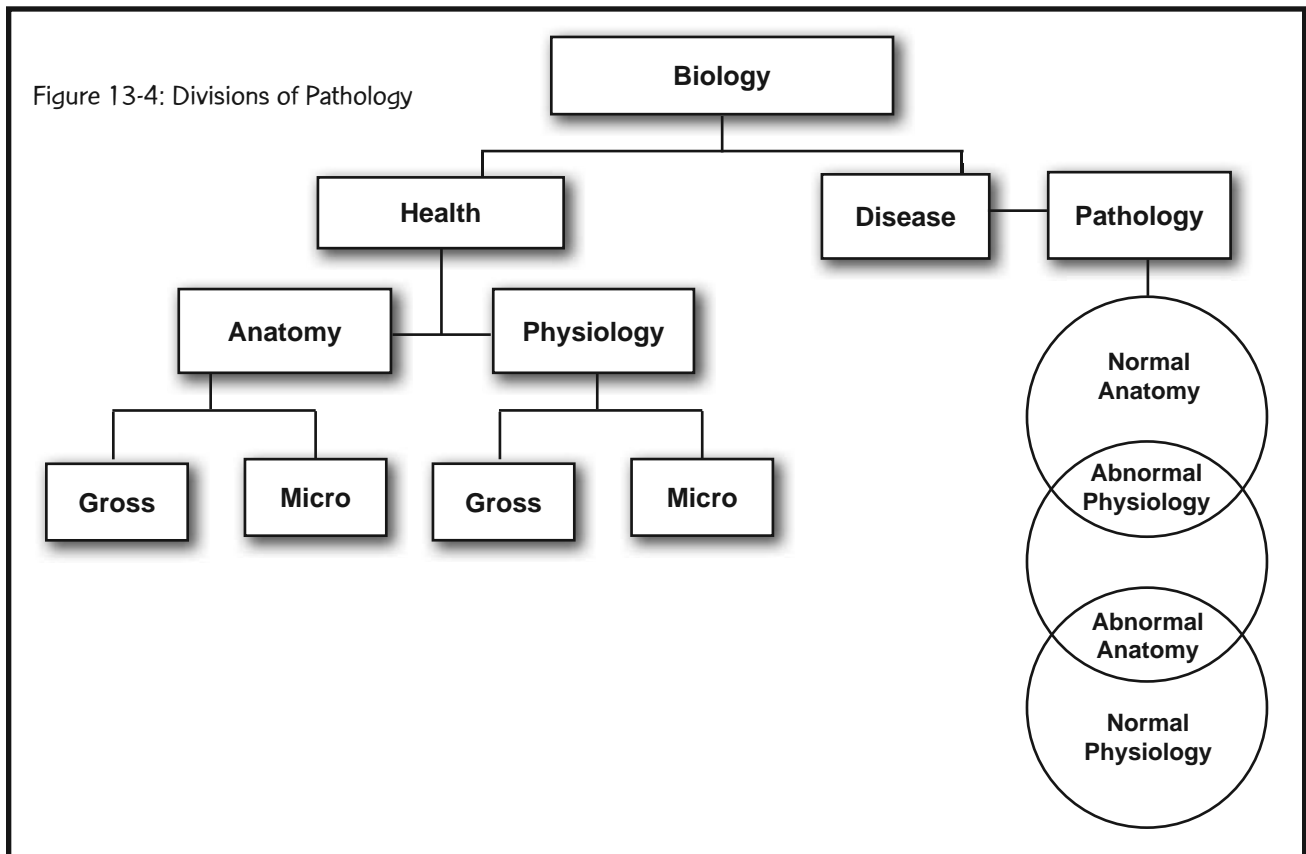 Biology
Figure 13-4: Divisions of Pathology
Health
Disease
Pathology
Anatomy
Physiology
Gross
Micro
Gross
Micro
Normal
Anatomy
Abnormal
Physiology
Abnormal
Anatomy
Normal
Physiology